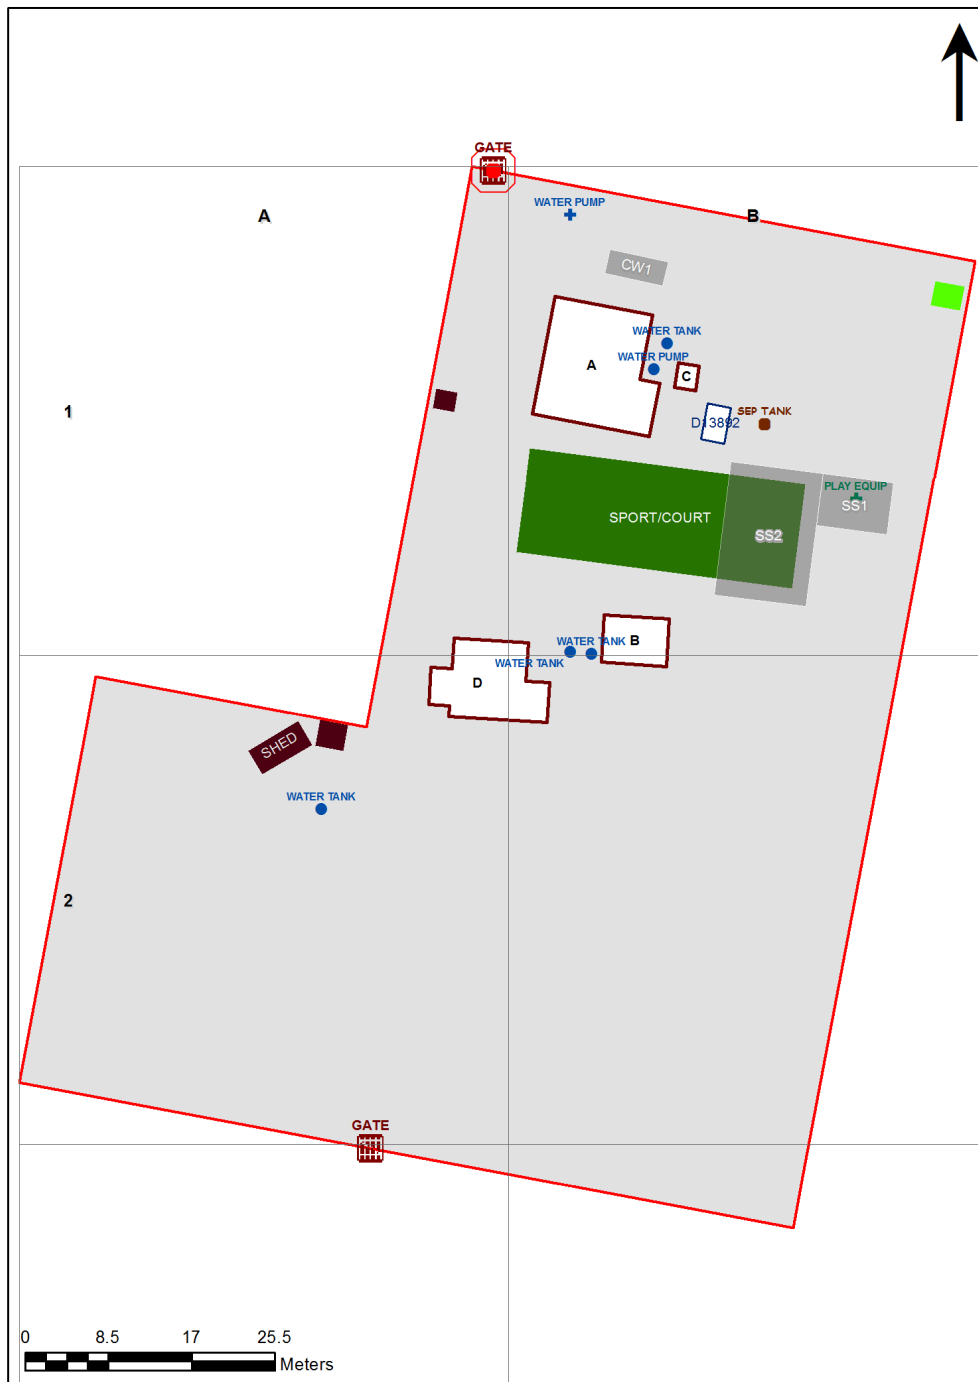 GATE
WATER PUMP
A
B
CW1
WATER TANK
WATER PUMP
A
C
1
SEP TANK
D13892
PLAY EQUIP
SS1
SPORT/COURT
SS2
WATER TANK
B
WATER TANK
D
SHED
WATER TANK
2
GATE
0 8.5 17 25.5
Meters